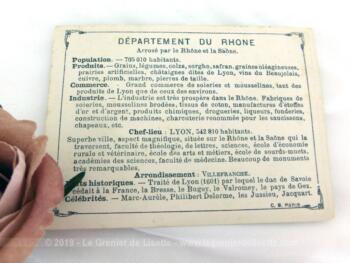 DÉPARTEMENT DU RHONE
Arrosé par le Rhône et la Saône.
Population. — 765 810 habitants.
Produits. — Grains, légumes, colza, sorgho, safran, graines oléagineuses,
prairies artificielles, châtaignes dites de Lyon, vins du Beaujolais,
cuivre, plomb, marbre, pierres de taille.
Commerce. — Grand commerce de soieries et mousselines, tant des
produits de Lyon que de ceux des environs.
Industrie. — L'industrie est très prospère dans le Rhône. Fabriques de
soieries, mousselines brodées, tissus de coton, manufactures d'étoffes
d'or et d'argent, produits chimiques, drogueries, liqueurs, fonderies,
construction de machines, charcuterie renommée pour les saucissons,
chapeaux, etc.
Chef-lieu : LYON, 542 810 habitants.
Superbe ville, aspect magnifique, située sur le Rhône et la Saône qui la
traversent, faculté de théologie, de lettres, sciences, école d'économie
rurale et vétérinaire, école des arts et métiers, école de sourds-muets,
académies des sciences, faculté de médecine. Beaucoup de monuments
très remarquables.
Arrondissement : VILLEFRANCHE.
rts historiques. — Traité de Lyon (1601) par lequel le duc de Savoie
cédait à la France, la Bresse, le Bugey, le Valromey, le pays de Gex.
Célébrités. — Marc-Aurèle, Philibert Delorme, les Jussieu, Jacquart.
C. B. PARIS
© 2019 - Le Grenier de Lisette -